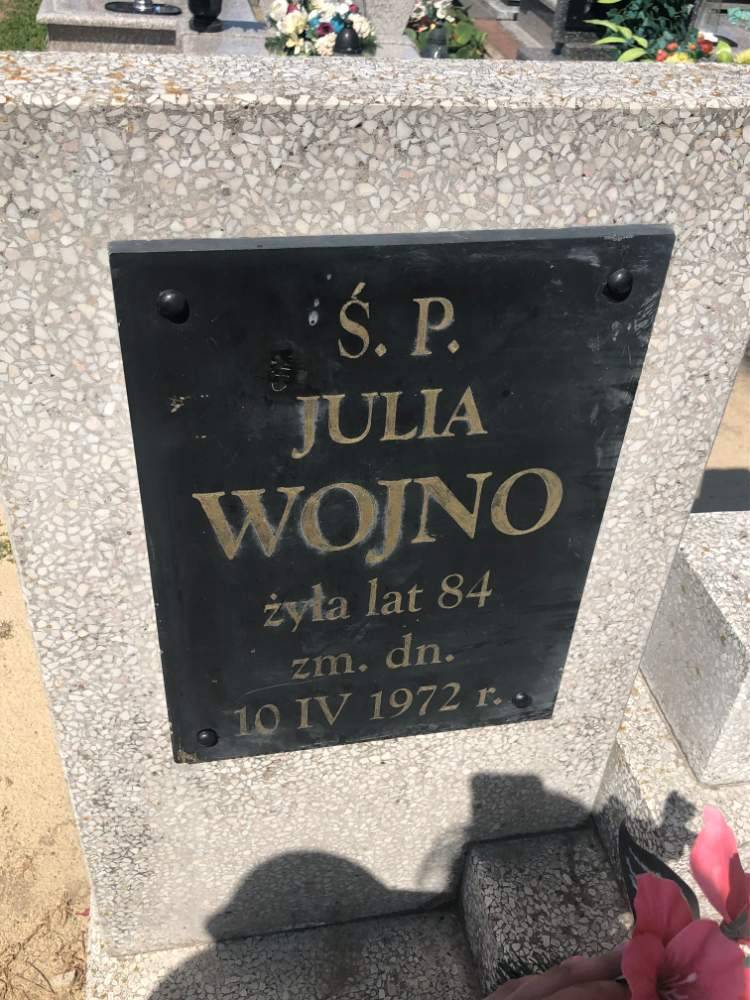 Ś. P.
JULIA
WOJNO
żyła lat 84
zm. dn.
10 IV 1972 r.